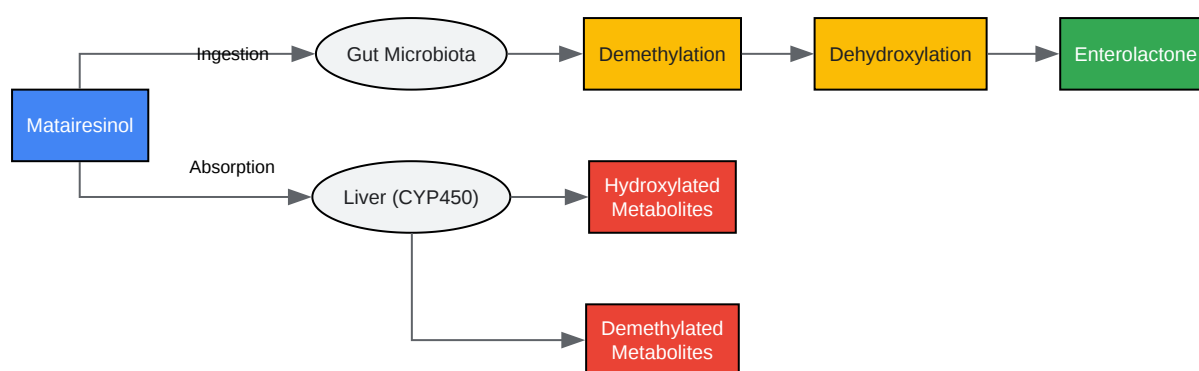 Ingestion
Gut Microbiota
Demethylation
Dehydroxylation
Enterolactone
Matairesinol
Absorption
Liver (CYP450)
Hydroxylated
Metabolites
Demethylated
Metabolites